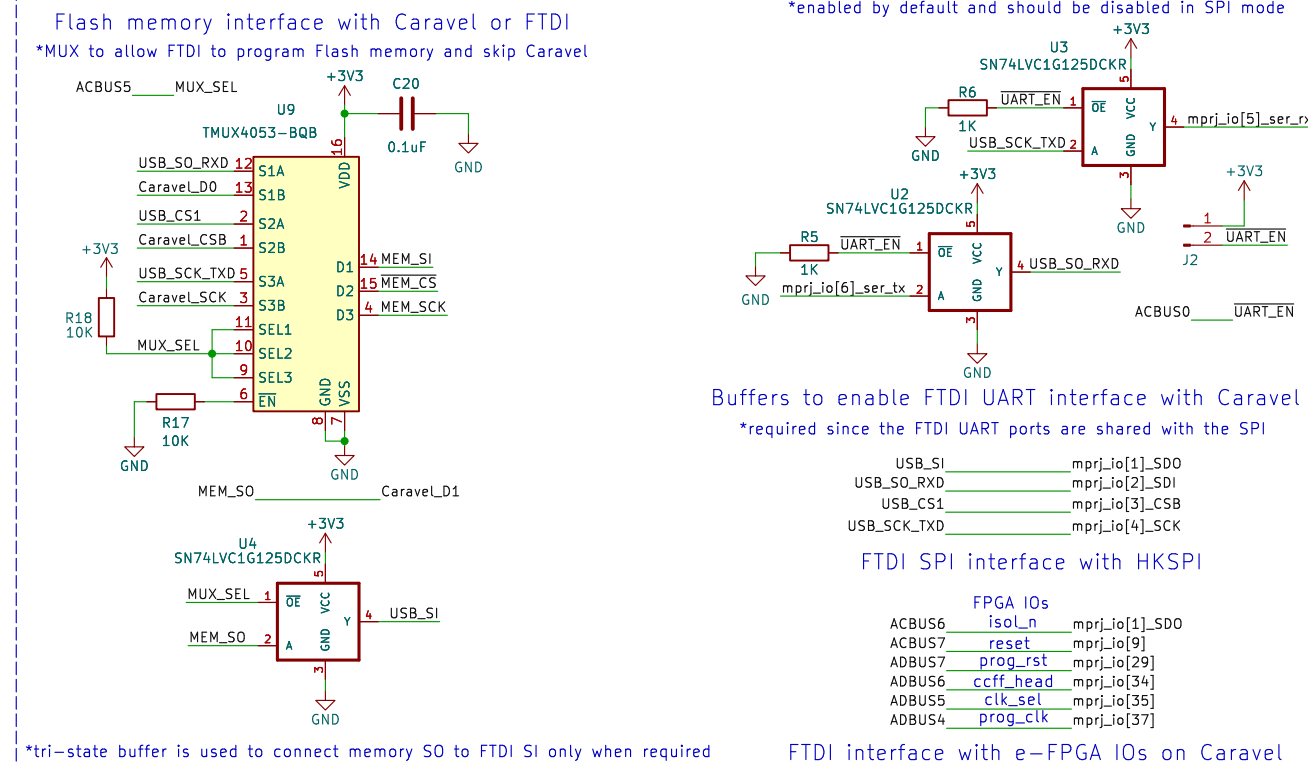 Flash memory interface with Caravel or FTDI
*MUX to allow FTDI to program Flash memory and skip Caravel
ACBUS5 MUX_SEL
+3V3
C20
0.1uF
GND
U9
TMUX4053-BQB
16
VDD
USB_SO_RXD 12 S1A
Caravel_D0 13 S1B
USB_CS1 2 S2A
Caravel_CSB 1 S2B
USB_SCK_TXD 5 S3A
Caravel_SCK 3 S3B
11 SEL1
MUX_SEL 10 SEL2
9 SEL3
6 EN
D1 14 MEM_SI
D2 15 MEM_CS
D3 4 MEM_SCK
+3V3
R18
10K
R17
10K
GND
GND
VSS
8
7
GND
MEM_SO Caravel_D1
+3V3
U4
SN74LVC1G125DCKR
5
MUX_SEL 1 OE
VCC
Y 4 USB_SI
MEM_SO 2 A
GND
3
GND
*tri-state buffer is used to connect memory SO to FTDI SI only when required
*enabled by default and should be disabled in SPI mode
+3V3
U3
SN74LVC1G125DCKR
5
R6
1K
UART_EN 1 OE
VCC
GND
USB_SCK_TXD 2 A
Y 4 mprj_io[5]_ser_rx
GND
3
GND
+3V3
U2
SN74LVC1G125DCKR
5
R5
1K
UART_EN 1 OE
VCC
GND
mprj_io[6]_ser_tx 2 A
Y 4 USB_SO_RXD
GND
3
GND
+3V3
1
2 UART_EN
J2
ACBUS0 UART_EN
Buffers to enable FTDI UART interface with Caravel
*required since the FTDI UART ports are shared with the SPI
USB_SI mprj_io[1]_SDO
USB_SO_RXD mprj_io[2]_SDI
USB_CS1 mprj_io[3]_CSB
USB_SCK_TXD mprj_io[4]_SCK
FTDI SPI interface with HKSPI
FPGA IOs
ACBUS6 isol_n mprj_io[1]_SDO
ACBUS7 reset mprj_io[9]
ADBUS7 prog_rst mprj_io[29]
ADBUS6 ccff_head mprj_io[34]
ADBUS5 clk_sel mprj_io[35]
ADBUS4 prog_clk mprj_io[37]
FTDI interface with e-FPGA IOs on Caravel